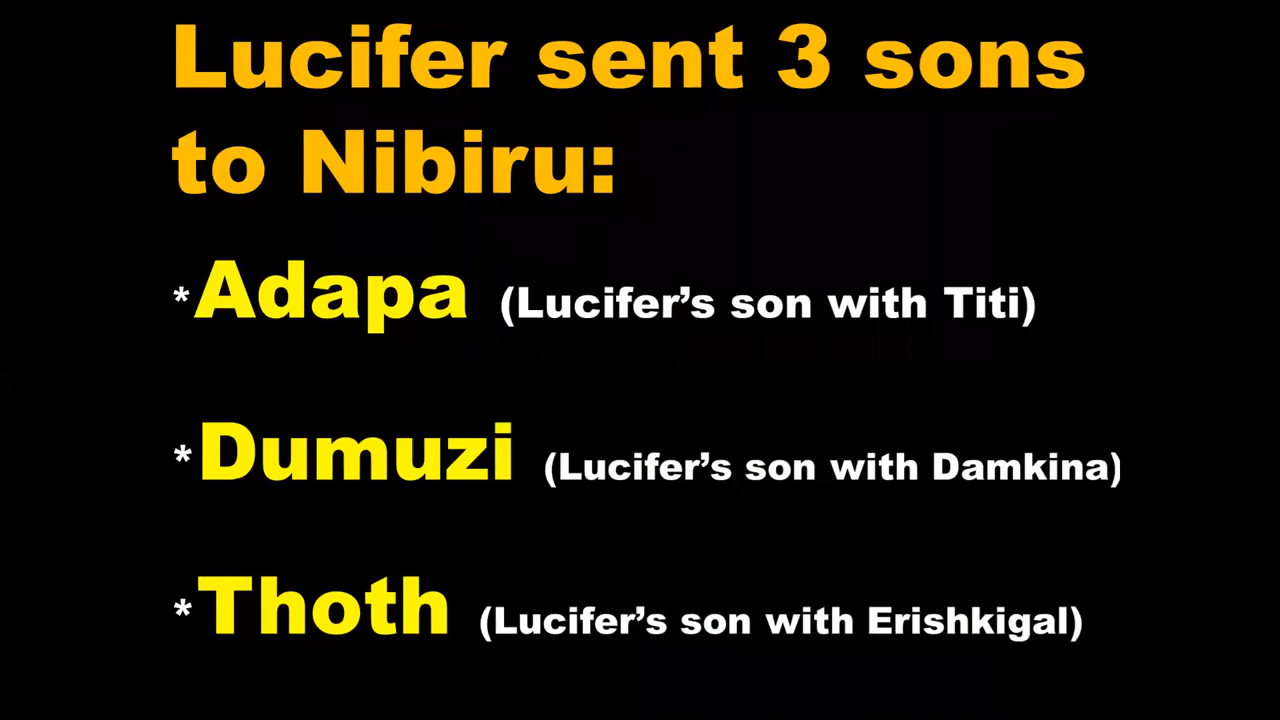 Lucifer sent 3 sons
to Nibiru:
*Adapa (Lucifer’s son with Titi)
*Dumuzi (Lucifer’s son with Damkina)
*Thoth (Lucifer’s son with Erishkigal)